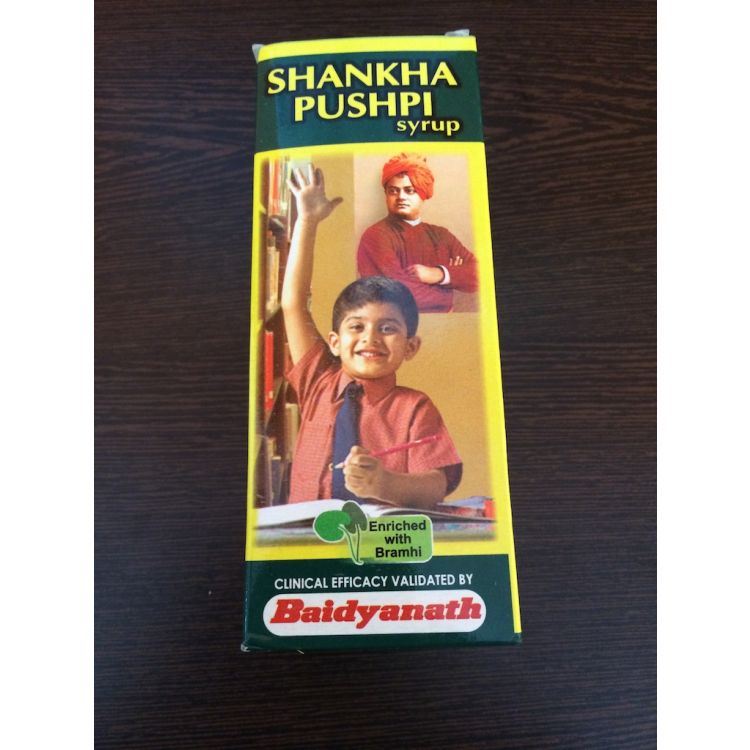 SHANKHA
PUSHPI
syrup
Enriched
with
Bramhi
CLINICAL EFFICACY VALIDATED BY
Baidyanath